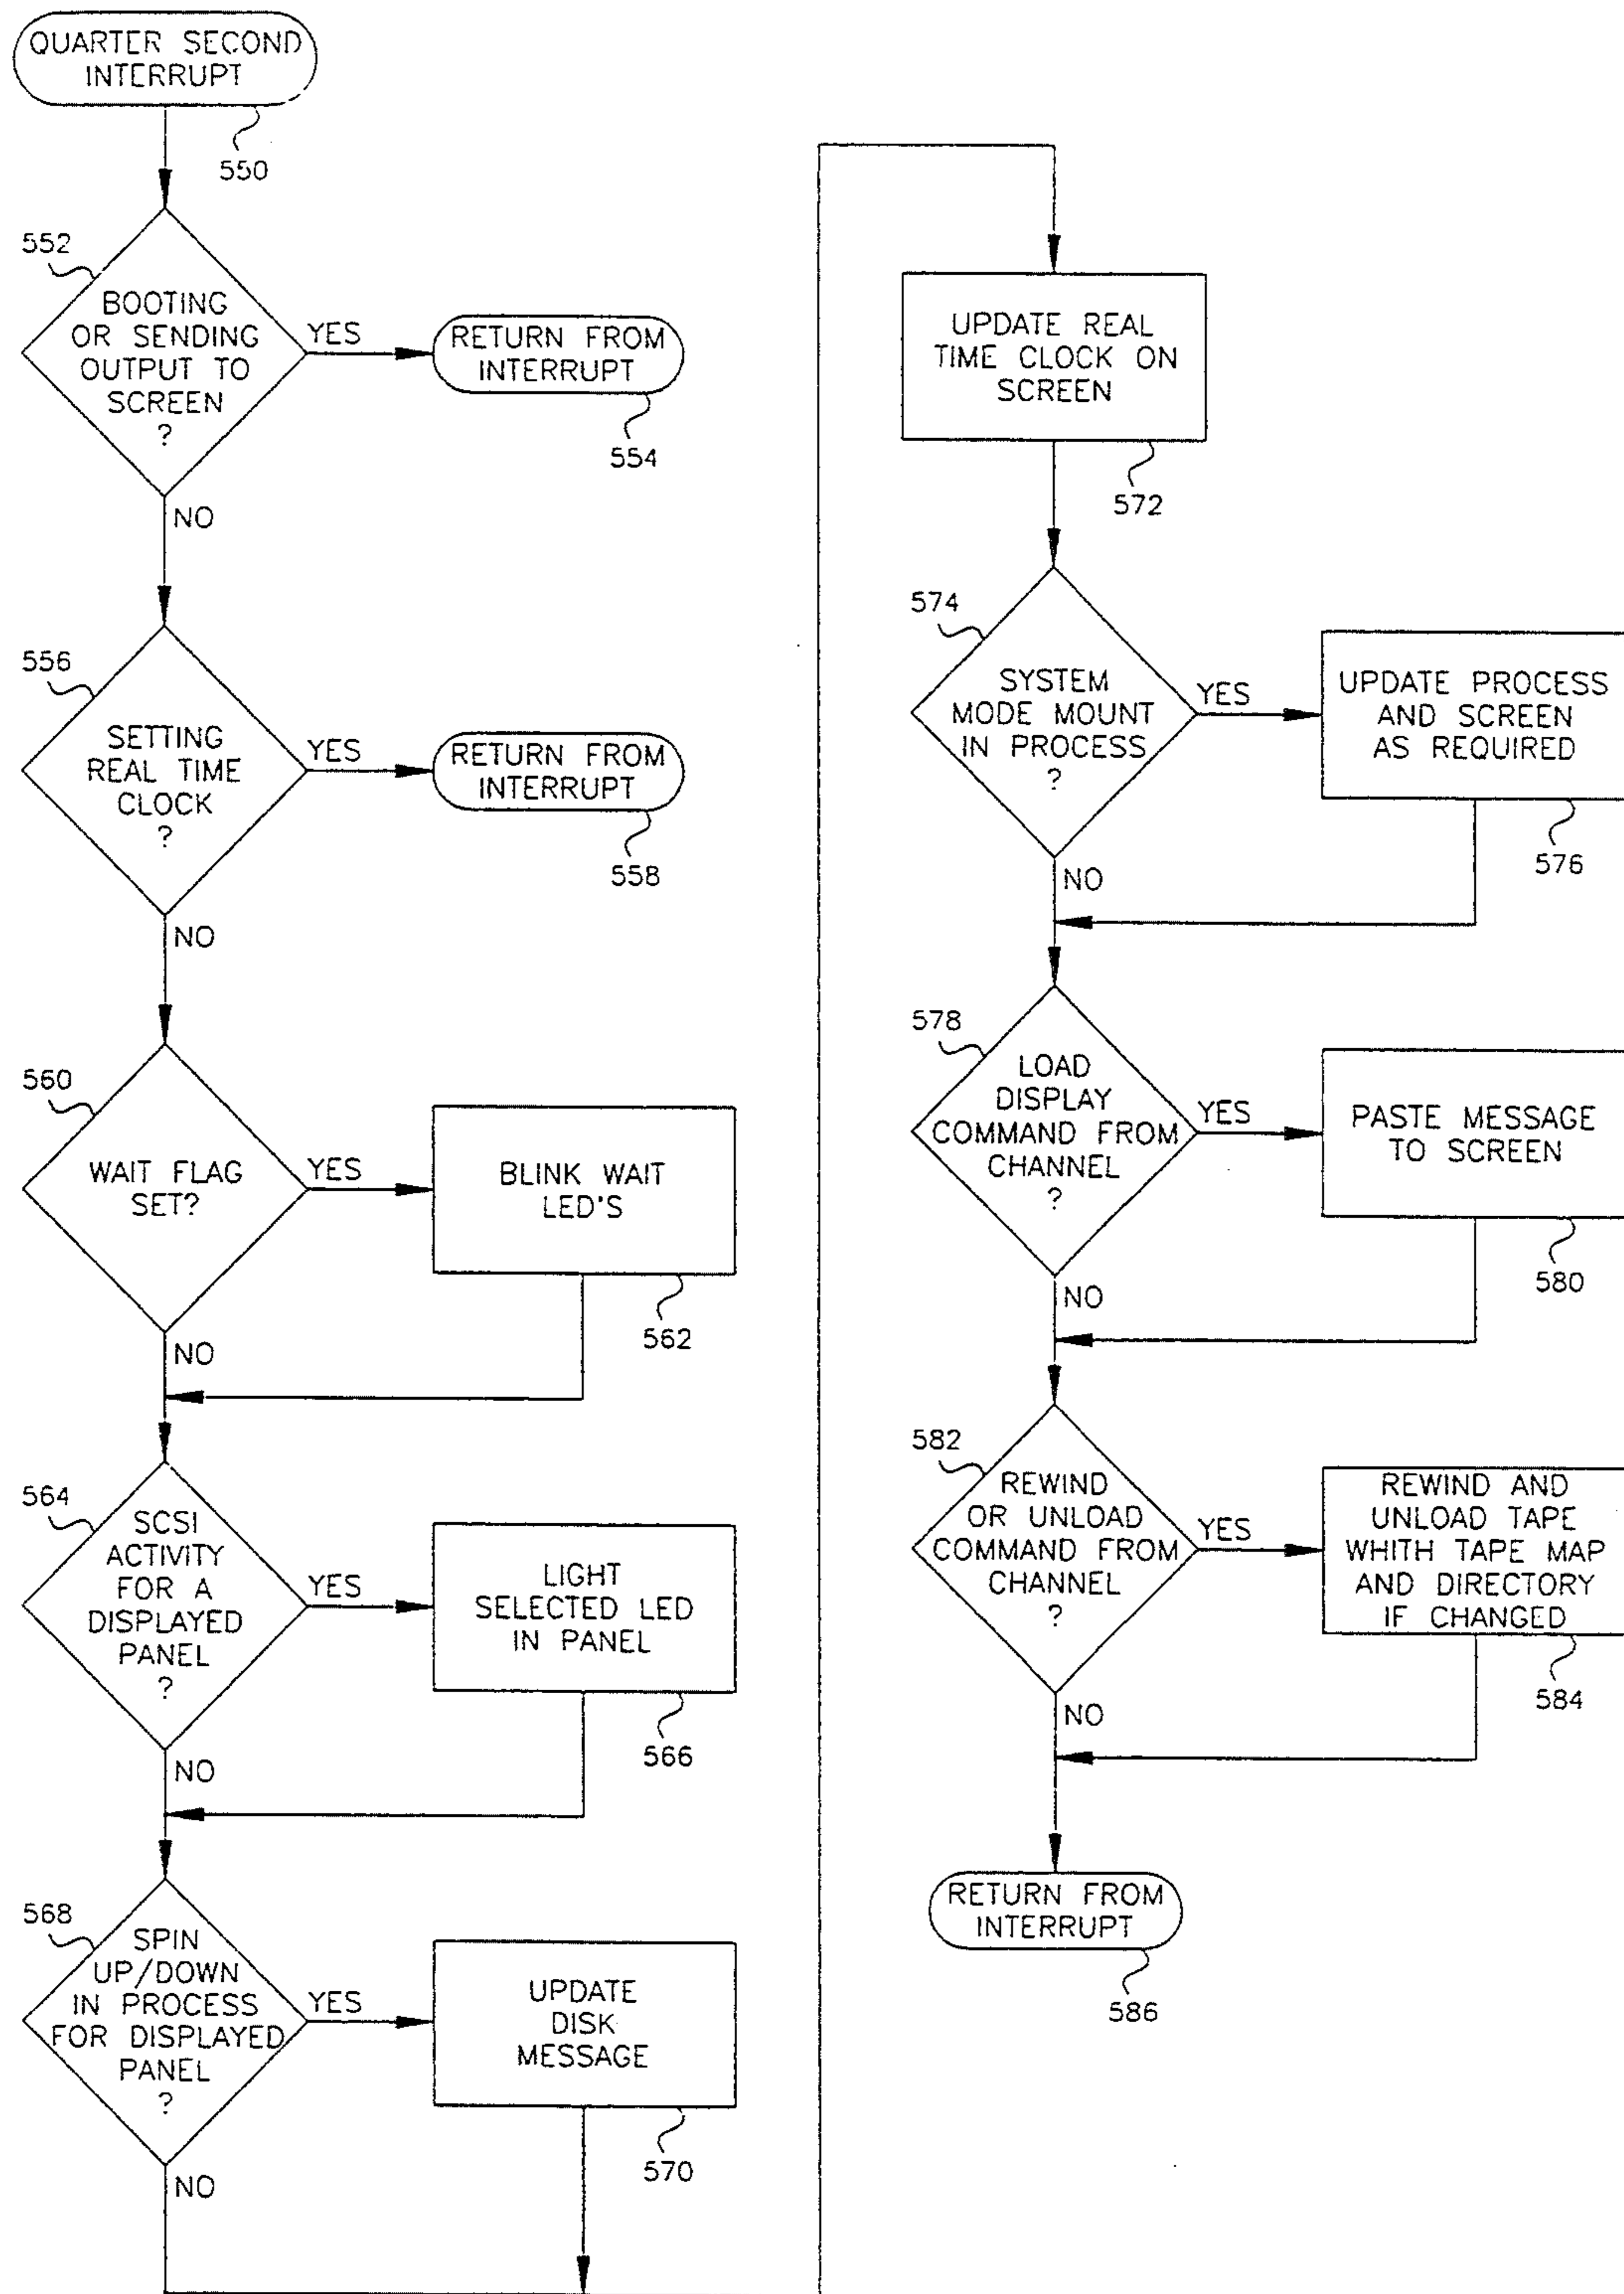 QUARTER SECOND
INTERRUPT
550
552
BOOTING
OR SENDING
OUTPUT TO
SCREEN
?
YES
RETURN FROM
INTERRUPT
554
NO
556
SETTING
REAL TIME
CLOCK
?
YES
RETURN FROM
INTERRUPT
558
NO
560
WAIT FLAG
SET?
YES
BLINK WAIT
LED'S
562
NO
564
SCSI
ACTIVITY
FOR A
DISPLAYED
PANEL
?
YES
LIGHT
SELECTED LED
IN PANEL
566
NO
568
SPIN
UP/DOWN
IN PROCESS
FOR DISPLAYED
PANEL
?
YES
UPDATE
DISK
MESSAGE
570
NO
UPDATE REAL
TIME CLOCK ON
SCREEN
572
574
SYSTEM
MODE MOUNT
IN PROCESS
?
YES
UPDATE PROCESS
AND SCREEN
AS REQUIRED
576
NO
578
LOAD
DISPLAY
COMMAND FROM
CHANNEL
?
YES
PASTE MESSAGE
TO SCREEN
580
NO
582
REWIND
OR UNLOAD
COMMAND FROM
CHANNEL
?
YES
REWIND AND
UNLOAD TAPE
WHITH TAPE MAP
AND DIRECTORY
IF CHANGED
584
NO
RETURN FROM
INTERRUPT
586